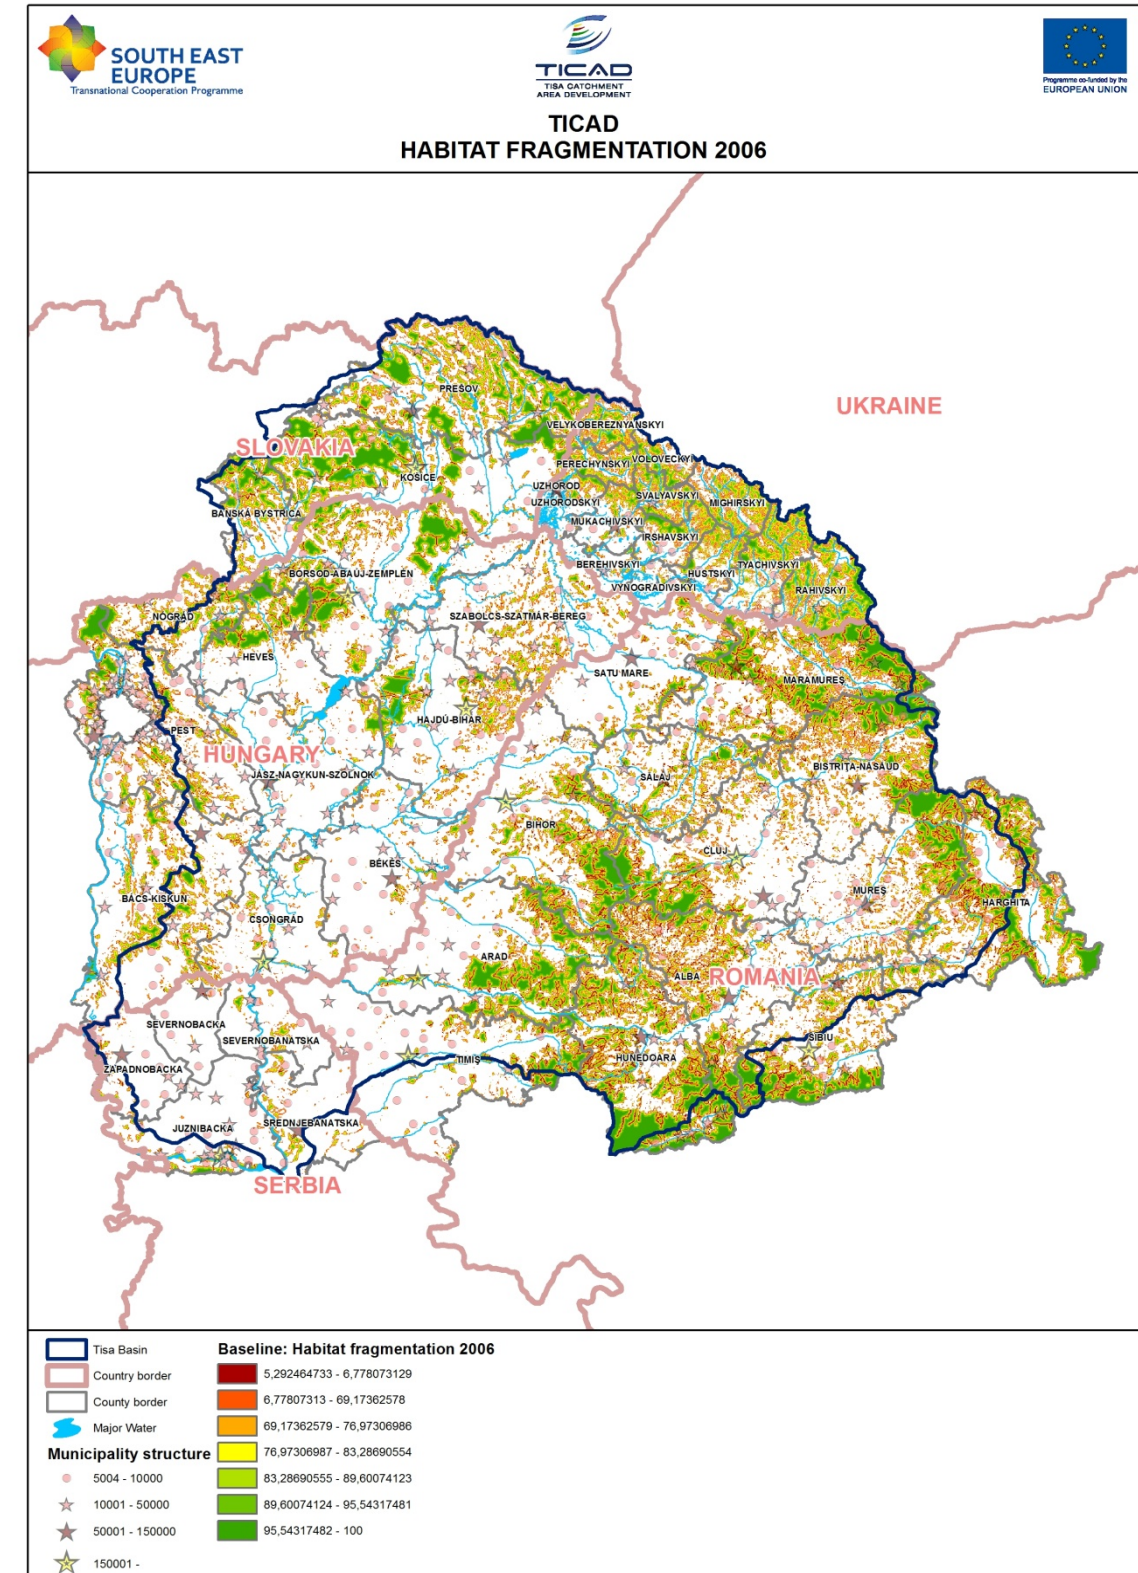 SOUTH EAST
EUROPE
Transnational Cooperation Programme
TICAD
TISA CATCHMENT
AREA DEVELOPMENT
Programme co-funded by the
EUROPEAN UNION
TICAD
HABITAT FRAGMENTATION 2006
UKRAINE
PREŠOV
VELYKOBEREZNYANSKYI
SLOVAKIA
PERECHYNSKYI
VOLOVECKYI
KOŠICE
UZHOROD
SVALYAVSKYI
UZHORODSKYI
MIGHIRSKYI
BANSKÁ BYSTRICA
MUKACHIVSKYI
IRSHAVSKYI
BEREHIVSKYI
TYACHIVSKYI
BORSOD-ABAÚJ-ZEMPLÉN
HUSTSKYI
VYNOGRADIVSKYI
RAHIVSKYI
NÓGRÁD
SZABOLCS-SZATMÁR-BEREG
HEVES
SATU MARE
MARAMUREŞ
HAJDÚ-BIHAR
PEST
HUNGARY
BISTRIŢA-NĂSĂUD
JÁSZ-NAGYKUN-SZOLNOK
SĂLAJ
BIHOR
CLUJ
BÉKÉS
MUREŞ
BÁCS-KISKUN
HARGHITA
CSONGRÁD
ARAD
ALBA
ROMANIA
SEVERNOBACKA
SEVERNOBANATSKA
SIBIU
TIMIŞ
HUNEDOARA
ZAPADNOBACKA
SREDNJEBANATSKA
JUZNIBACKA
SERBIA
Tisa Basin
Country border
County border
Major Water
Municipality structure
5004 - 10000
10001 - 50000
50001 - 150000
150001 -
Baseline: Habitat fragmentation 2006
5,292464733 - 6,778073129
6,77807313 - 69,17362578
69,17362579 - 76,97306986
76,97306987 - 83,28690554
83,28690555 - 89,60074123
89,60074124 - 95,54317481
95,54317482 - 100